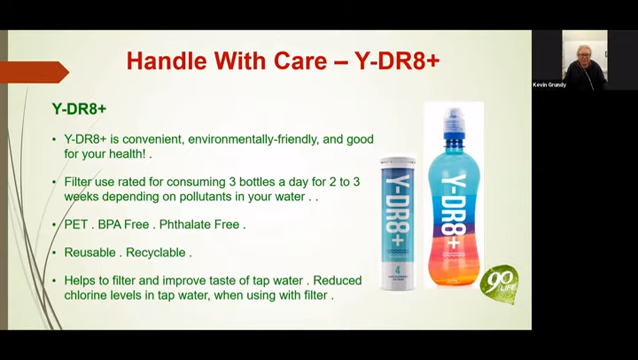 Handle With Care – Y-DR8+
Kevin Grundy
Y-DR8+
• Y-DR8+ is convenient, environmentally-friendly, and good
for your health! .
• Filter use rated for consuming 3 bottles a day for 2 to 3
weeks depending on pollutants in your water . .
• PET . BPA Free . Phthalate Free .
• Reusable . Recyclable .
• Helps to filter and improve taste of tap water . Reduced
chlorine levels in tap water, when using with filter .
Y-DR8+
4
Y-DR8+
90
LIFE